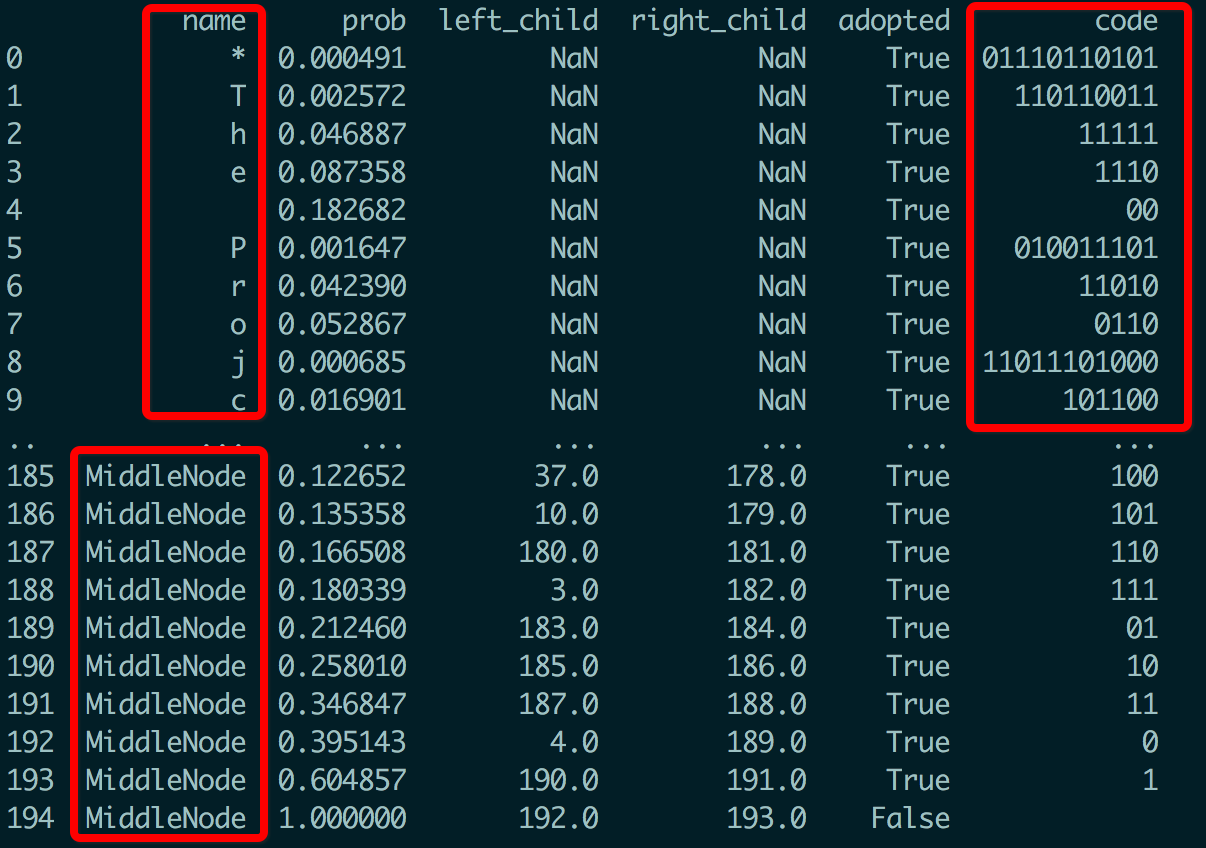 name prob left_child right_child adopted code
0 * 0.000491 NaN NaN True 01110110101
1 T 0.002572 NaN NaN True 110110011
2 h 0.046887 NaN NaN True 11111
3 e 0.087358 NaN NaN True 1110
4 0.182682 NaN NaN True 00
5 P 0.001647 NaN NaN True 010011101
6 r 0.042390 NaN NaN True 11010
7 o 0.052867 NaN NaN True 0110
8 j 0.000685 NaN NaN True 11011101000
9 c 0.016901 NaN NaN True 101100
.. ... ... ... ... ... ...
185 MiddleNode 0.122652 37.0 178.0 True 100
186 MiddleNode 0.135358 10.0 179.0 True 101
187 MiddleNode 0.166508 180.0 181.0 True 110
188 MiddleNode 0.180339 3.0 182.0 True 111
189 MiddleNode 0.212460 183.0 184.0 True 01
190 MiddleNode 0.258010 185.0 186.0 True 10
191 MiddleNode 0.346847 187.0 188.0 True 11
192 MiddleNode 0.395143 4.0 189.0 True 0
193 MiddleNode 0.604857 190.0 191.0 True 1
194 MiddleNode 1.000000 192.0 193.0 False